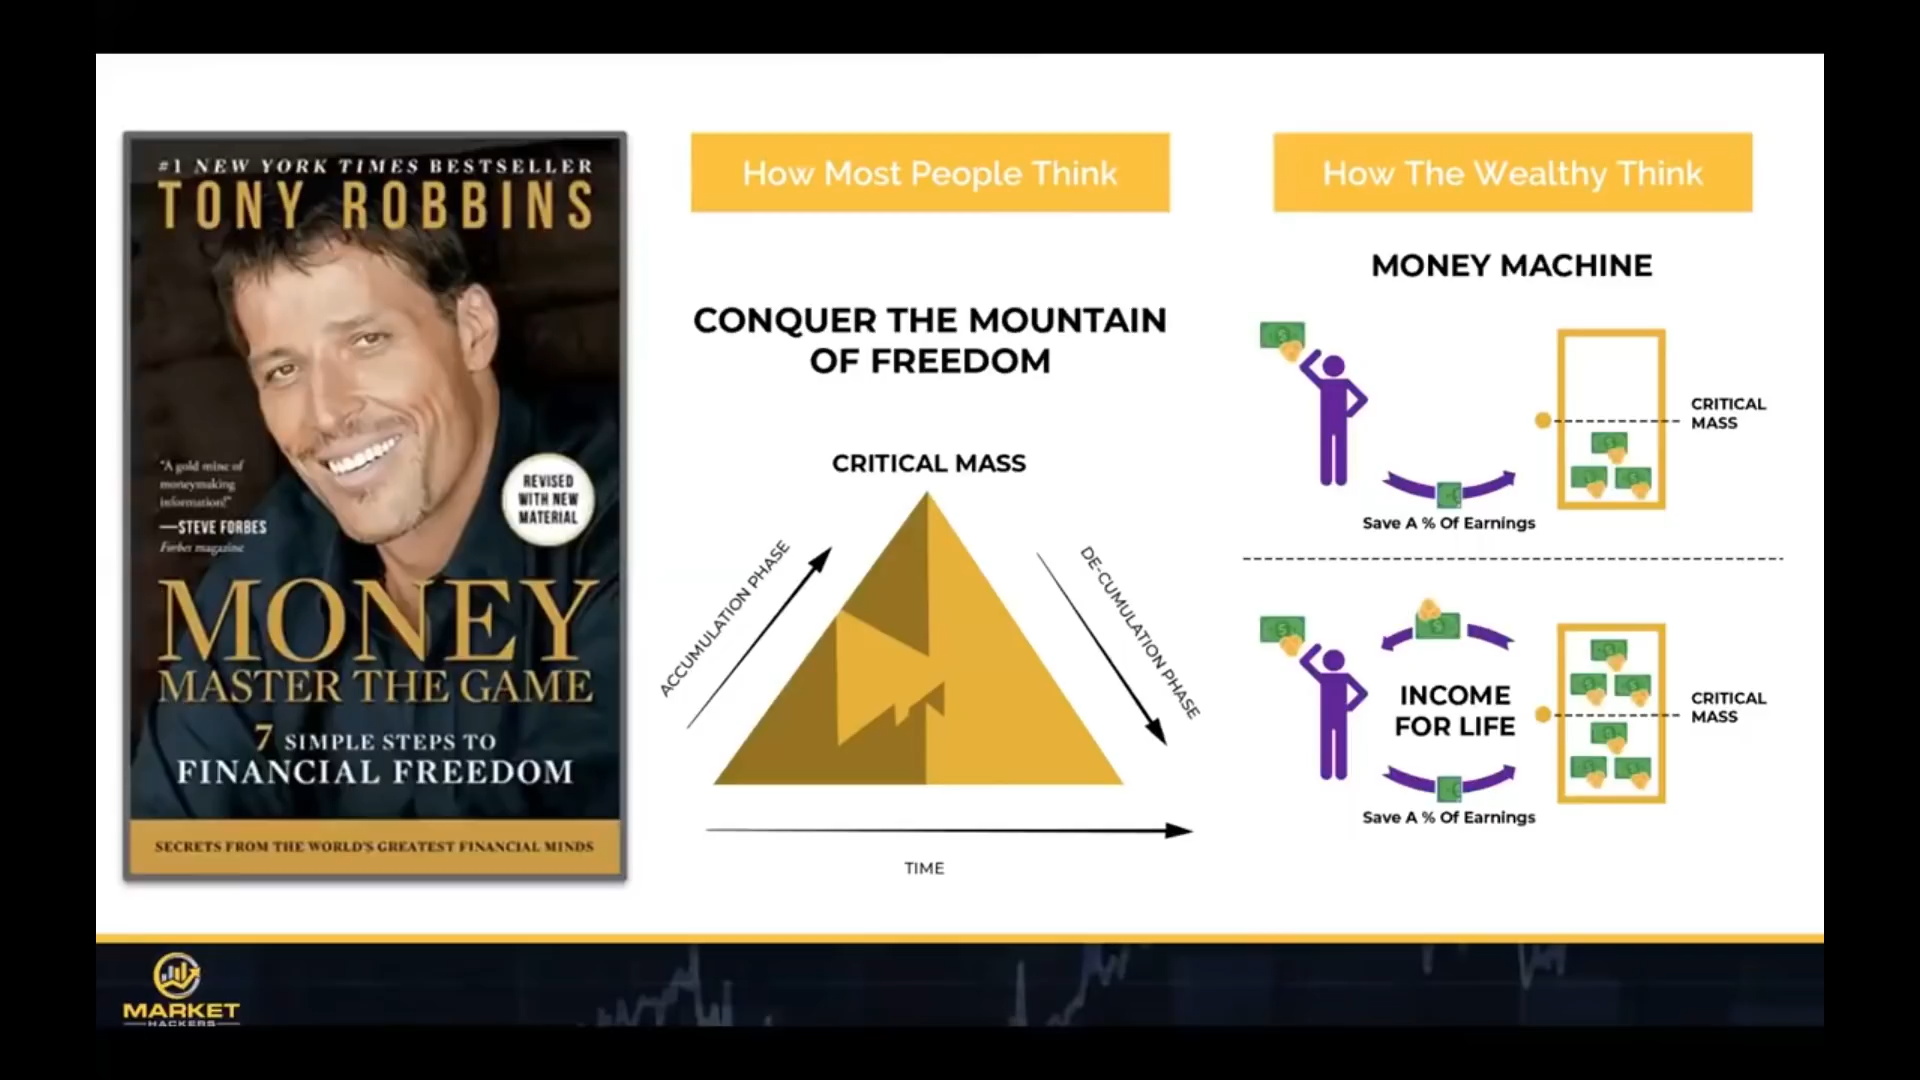 #1 NEW YORK TIMES BESTSELLER
TONY ROBBINS
"A gold mine of
moneymaking
information!"
—STEVE FORBES
Forbes magazine
REVISED
WITH NEW
MATERIAL
MONEY
MASTER THE GAME
7 SIMPLE STEPS TO
FINANCIAL FREEDOM
SECRETS FROM THE WORLD'S GREATEST FINANCIAL MINDS
How Most People Think
CONQUER THE MOUNTAIN
OF FREEDOM
CRITICAL MASS
ACCUMULATION PHASE
DE-CUMULATION PHASE
TIME
How The Wealthy Think
MONEY MACHINE
CRITICAL
MASS
Save A % Of Earnings
INCOME
FOR LIFE
CRITICAL
MASS
Save A % Of Earnings
MARKET
HACKERS